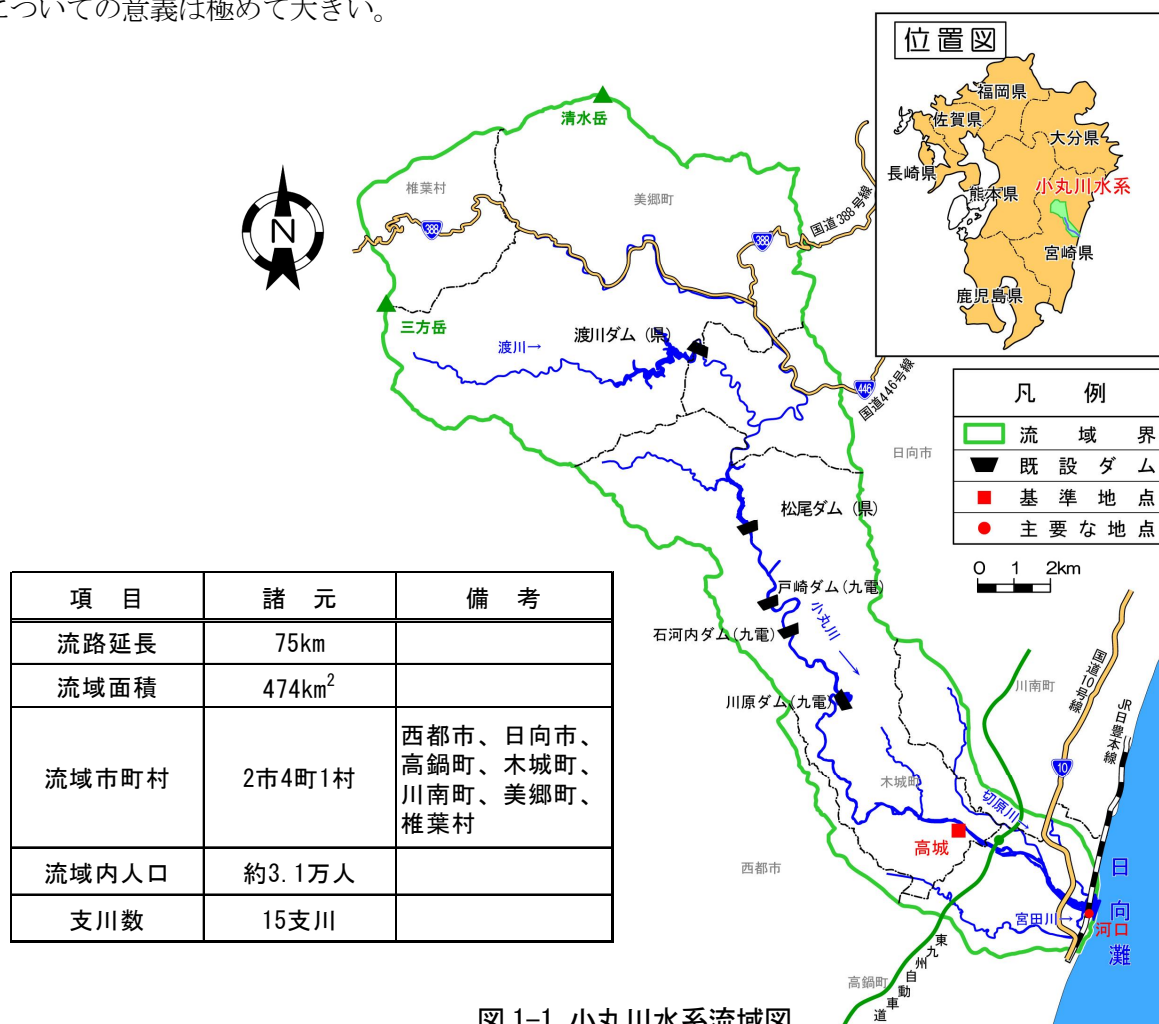 についての意義は極めて大きい。
位置図
福岡県
佐賀県
大分県
長崎県
熊本県
小丸川水系
宮崎県
鹿児島県
清水岳
椎葉村
美郷町
388
388
国道388号線
N
三方岳
渡川→
渡川ダム (県)
446
国道446号線
凡 例
流域界
既設ダム
基準地点
主要な地点
0 1 2km
日向市
松尾ダム (県)
戸崎ダム(九電)
小丸川
石河内ダム(九電)
川原ダム(九電)
川南町
国道10号線
JR日豊本線
10
木城町
切原川→
高城
西都市
宮田川→
日向灘
河口
高鍋町
東九州自動車道
項 目 諸 元 備 考
流路延長 75km
流域面積 474km²
流域市町村 2市4町1村
西都市、日向市、
高鍋町、木城町、
川南町、美郷町、
椎葉村
流域内人口 約3.1万人
支川数 15支川
図 1-1 小丸川水系流域図